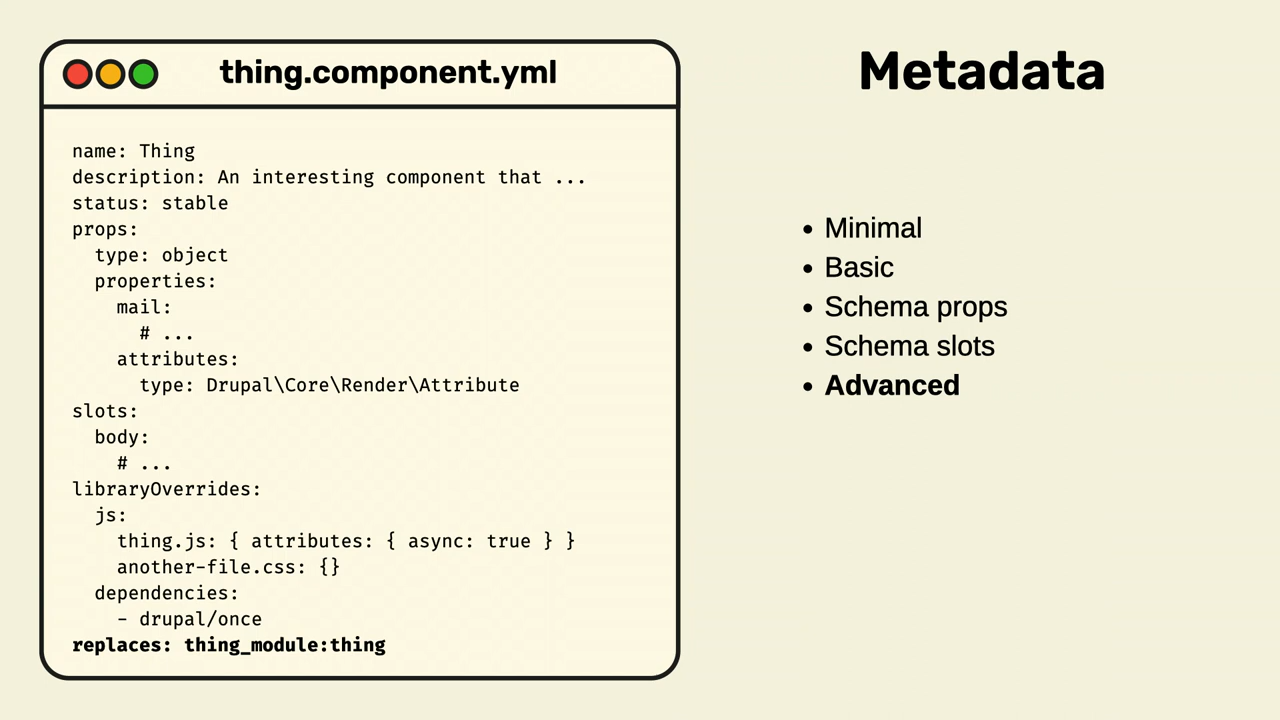 thing.component.yml
name: Thing
description: An interesting component that ...
status: stable
props:
  type: object
  properties:
    mail:
      # ...
    attributes:
      type: Drupal\Core\Render\Attribute
slots:
  body:
    # ...
libraryOverrides:
  js:
    thing.js: { attributes: { async: true } }
    another-file.css: {}
  dependencies:
    - drupal/once
replaces: thing_module:thing
Metadata
• Minimal
• Basic
• Schema props
• Schema slots
• Advanced